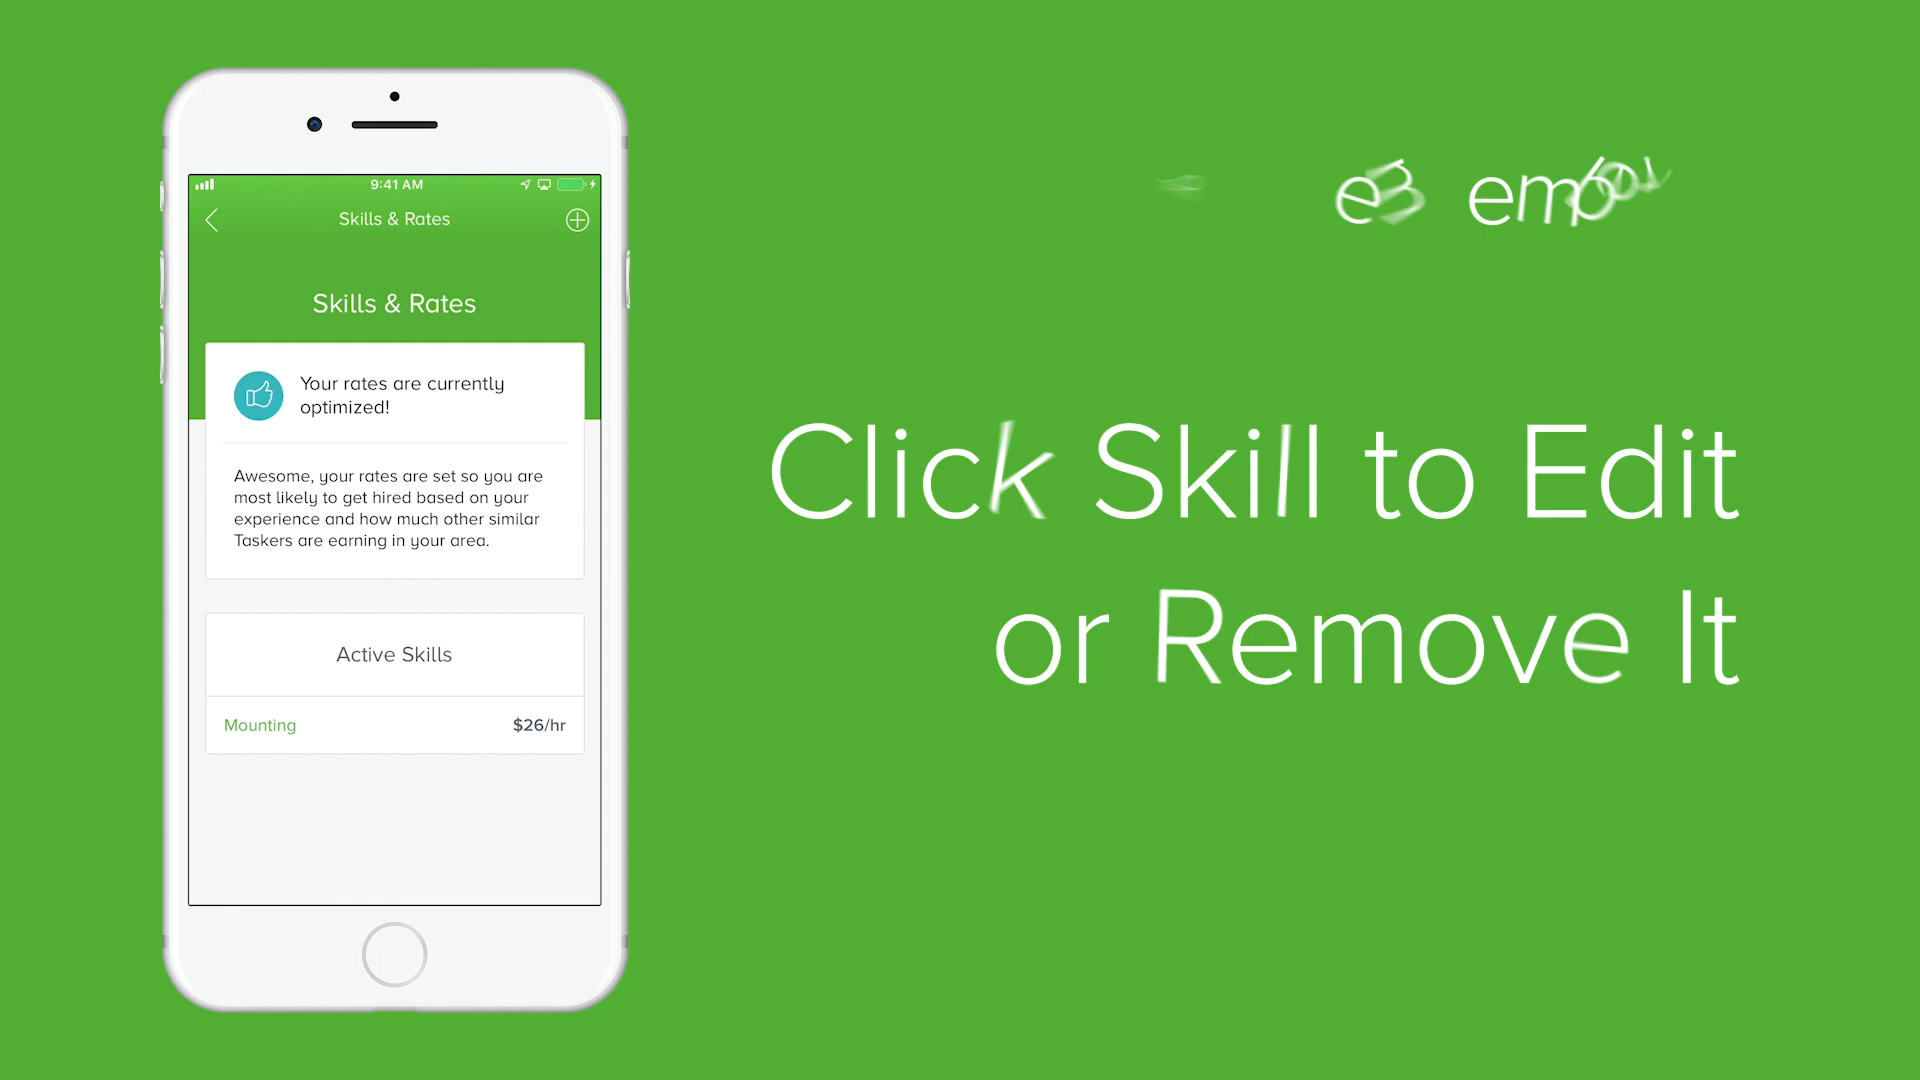 9:41 AM
Skills & Rates
Skills & Rates
Your rates are currently
optimized!
Awesome, your rates are set so you are
most likely to get hired based on your
experience and how much other similar
Taskers are earning in your area.
Active Skills
Mounting $26/hr
Click Skill to Edit
or Remove It